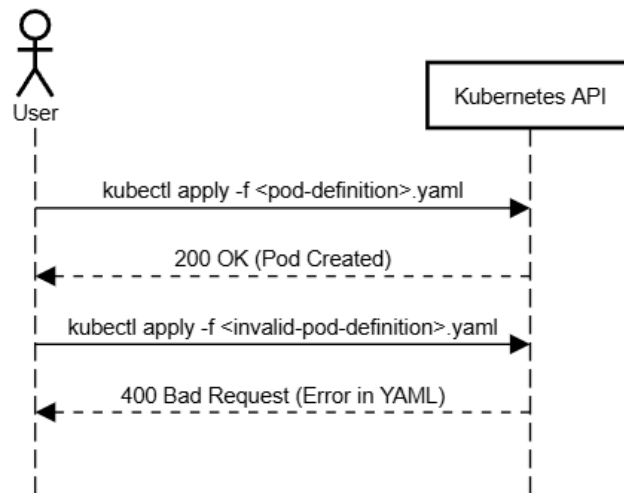 User
Kubernetes API
kubectl apply -f <pod-definition>.yaml
200 OK (Pod Created)
kubectl apply -f <invalid-pod-definition>.yaml
400 Bad Request (Error in YAML)